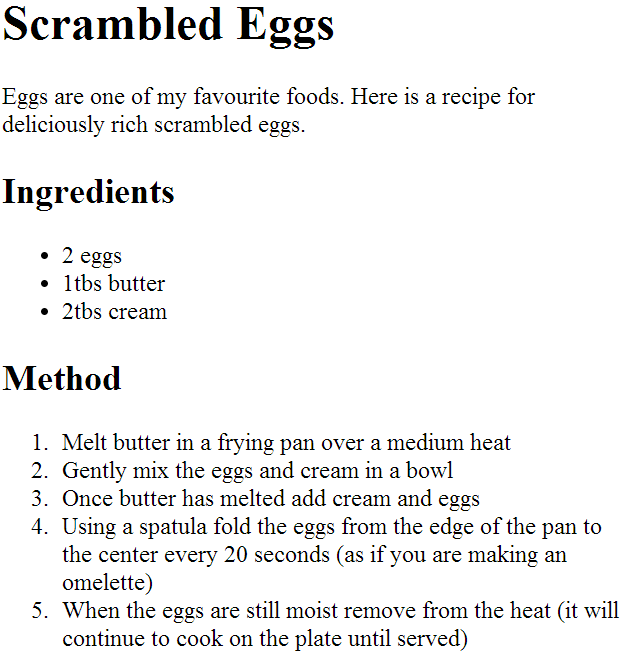 Scrambled Eggs
Eggs are one of my favourite foods. Here is a recipe for
deliciously rich scrambled eggs.
Ingredients
• 2 eggs
• 1tbs butter
• 2tbs cream
Method
1. Melt butter in a frying pan over a medium heat
2. Gently mix the eggs and cream in a bowl
3. Once butter has melted add cream and eggs
4. Using a spatula fold the eggs from the edge of the pan to
the center every 20 seconds (as if you are making an
omelette)
5. When the eggs are still moist remove from the heat (it will
continue to cook on the plate until served)